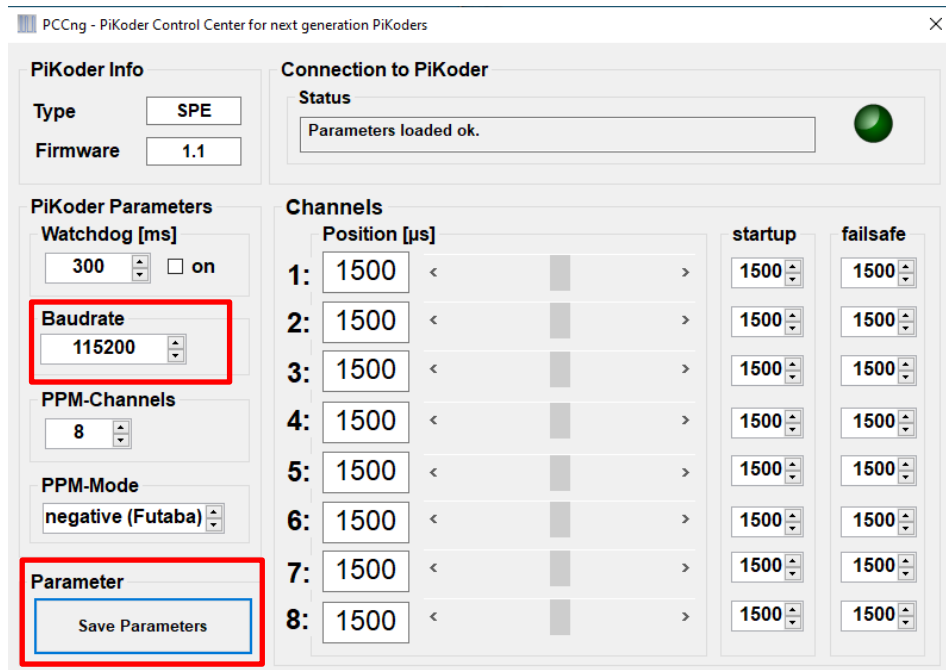 PCCng - PiKoder Control Center for next generation PiKoders
PiKoder Info
Type SPE
Firmware 1.1
Connection to PiKoder
Status
Parameters loaded ok.
PiKoder Parameters
Watchdog [ms]
300 on
Baudrate
115200
PPM-Channels
8
PPM-Mode
negative (Futaba)
Parameter
Save Parameters
Channels
Position [µs] startup failsafe
1: 1500 1500 1500
2: 1500 1500 1500
3: 1500 1500 1500
4: 1500 1500 1500
5: 1500 1500 1500
6: 1500 1500 1500
7: 1500 1500 1500
8: 1500 1500 1500